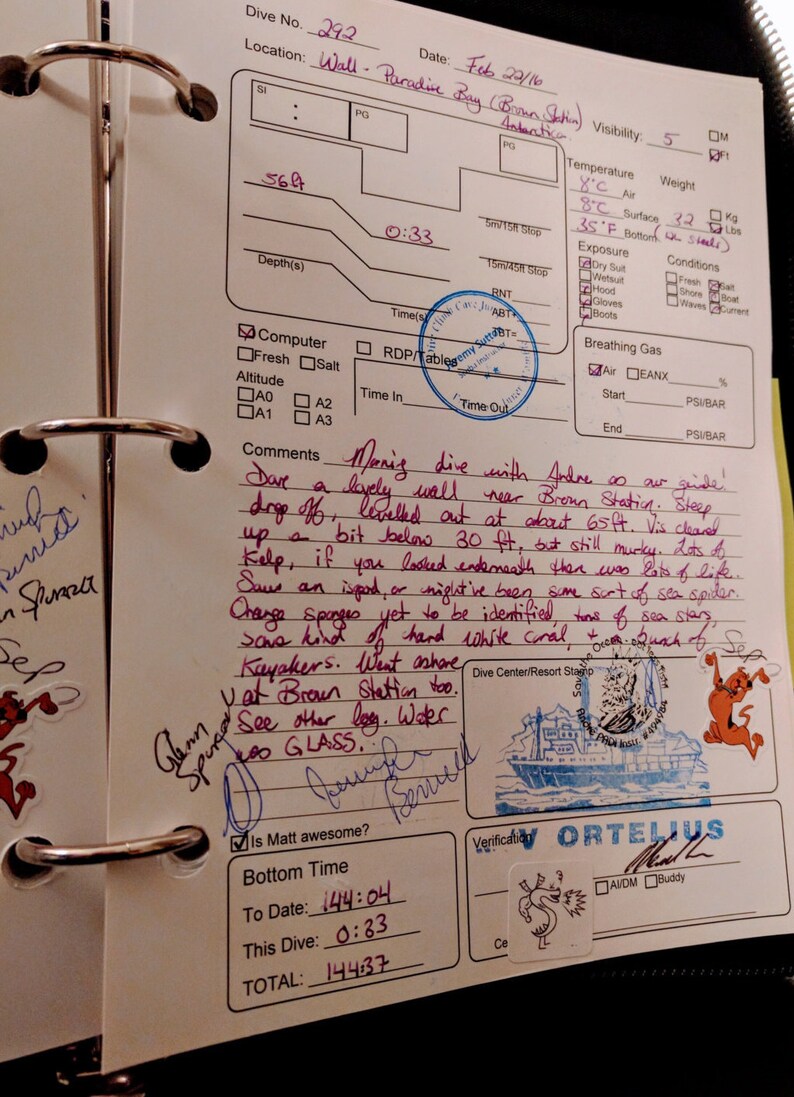 Dive No. 292
Date: Feb 22/16
Location: Wall - Paradise Bay (Brown Station)
Antarctica
Visibility: 5
M
Ft
SI
:
PG
PG
Temperature
8°C Air
8°C Surface
35°F Bottom
Weight
32
Kg
Lbs
56ft
0:33
5m/15ft Stop
15m/45ft Stop
Depth(s)
Time(s)
RNT
ABT+
TBT=
Exposure
Dry Suit
Wetsuit
Hood
Gloves
Boots
Conditions
Fresh Salt
Shore Boat
Waves Current
Computer
RDP/Tables
Fresh Salt
Altitude
A0 A2
A1 A3
Time In
Time Out
Jeremy Sutton
Breathing Gas
Air EANX %
Start PSI/BAR
End PSI/BAR
Comments Morning dive with Andre as our guide!
Done a lovely wall near Brown Station. Steep
drop off, levelled out at about 65ft. Vis cleared
up a bit below 30 ft, but still murky. Lots of
Kelp, if you looked underneath there was lots of life.
Saw an isopod, or might've been some sort of sea spider.
Orange sponges yet to be identified, tons of sea stars,
some kind of hard white coral, + a bunch of
Kayakers. Went ashore
at Brown Station too.
See other log. Water
was GLASS.
Glenn
Jennifer
Dive Center/Resort Stamp
André PADI Instr. #494784
ORTELIUS
Is Matt awesome?
Bottom Time
To Date: 144:04
This Dive: 0:33
TOTAL: 144:37
Verification
AI/DM Buddy